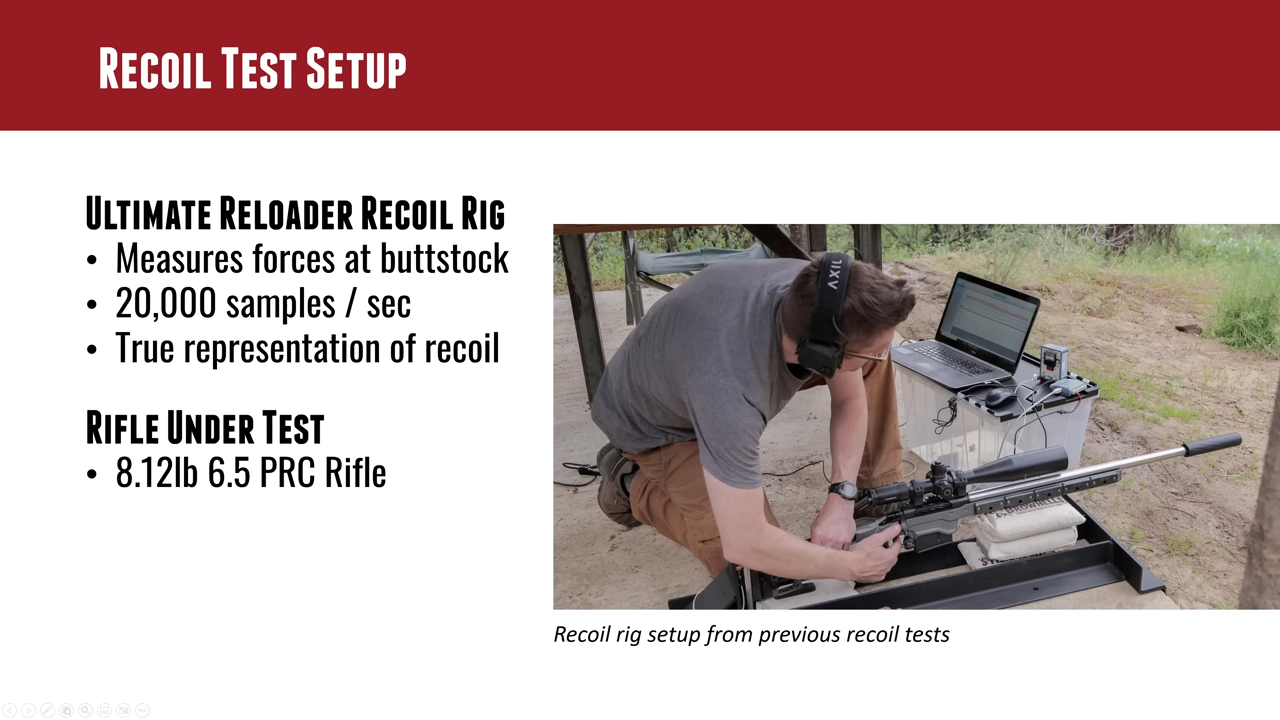 Recoil Test Setup
Ultimate Reloader Recoil Rig
• Measures forces at buttstock
• 20,000 samples / sec
• True representation of recoil
Rifle Under Test
• 8.12lb 6.5 PRC Rifle
AXIL
Recoil rig setup from previous recoil tests